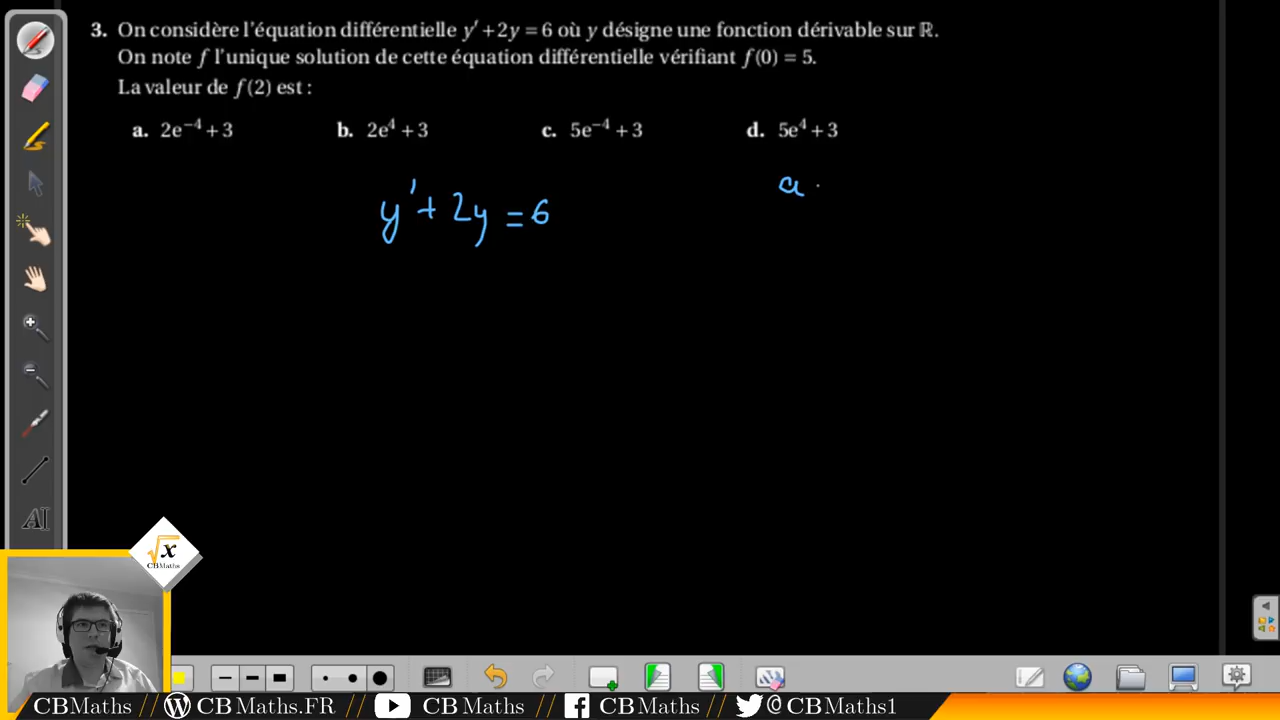 3. On considère l'équation différentielle y′ + 2y = 6 où y désigne une fonction dérivable sur ℝ.
On note f l'unique solution de cette équation différentielle vérifiant f(0) = 5.
La valeur de f(2) est :
a. 2e⁻⁴ + 3 b. 2e⁴ + 3 c. 5e⁻⁴ + 3 d. 5e⁴ + 3
a
y' + 2y = 6
AI
√x
CBMaths
CBMaths // CBMaths.FR // CBMaths // CBMaths // @CBMaths1